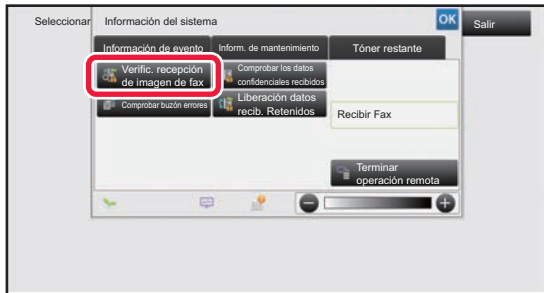 Seleccionar
Información del sistema
OK
Salir
Información de evento
Inform. de mantenimiento
Tóner restante
Verific. recepción
de imagen de fax
Comprobar los datos
confidenciales recibidos
Comprobar buzón errores
Liberación datos
recib. Retenidos
Recibir Fax
Terminar
operación remota